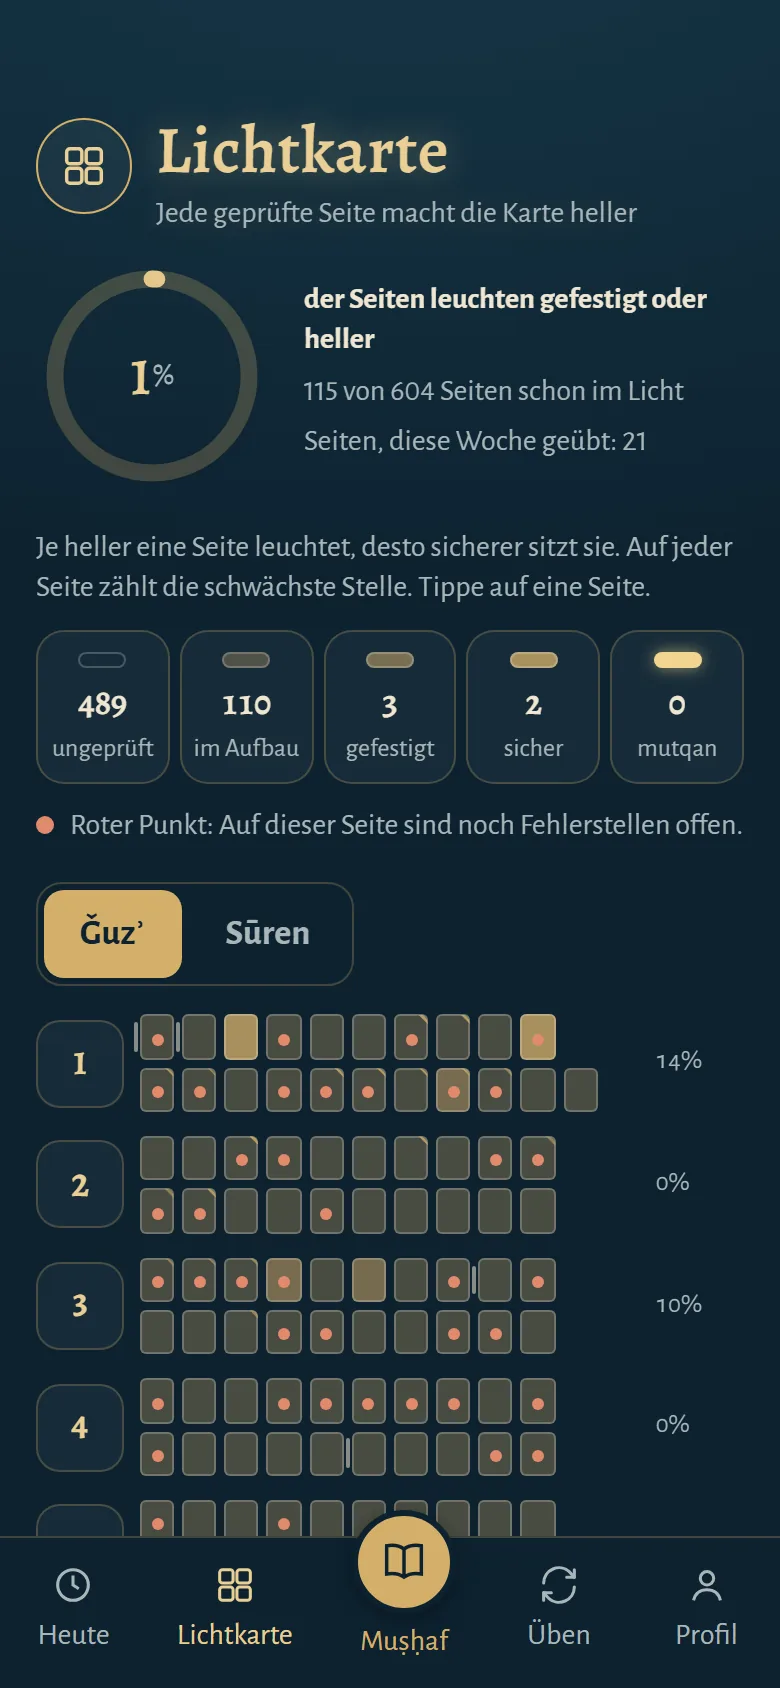 Lichtkarte
Jede geprüfte Seite macht die Karte heller
1%
der Seiten leuchten gefestigt oder
heller
115 von 604 Seiten schon im Licht
Seiten, diese Woche geübt: 21
Je heller eine Seite leuchtet, desto sicherer sitzt sie. Auf jeder
Seite zählt die schwächste Stelle. Tippe auf eine Seite.
489 110 3 2 0
ungeprüft im Aufbau gefestigt sicher mutqan
Roter Punkt: Auf dieser Seite sind noch Fehlerstellen offen.
Ǧuzʾ Sūren
1 14%
2 0%
3 10%
4 0%
Heute Lichtkarte Muṣḥaf Üben Profil